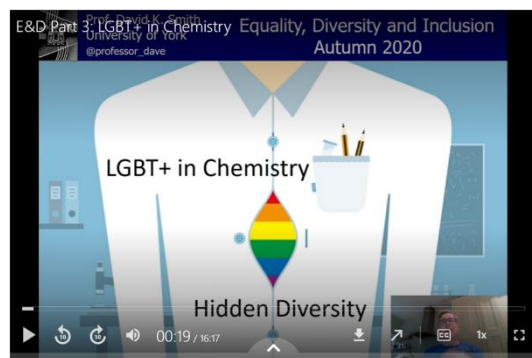 E&D Part 3: LGBT+ in Chemistry
Prof. David K. Smith
University of York
@professor_dave
Equality, Diversity and Inclusion
Autumn 2020
LGBT+ in Chemistry
Hidden Diversity
10
10
00:19 / 16:17
CC
1x